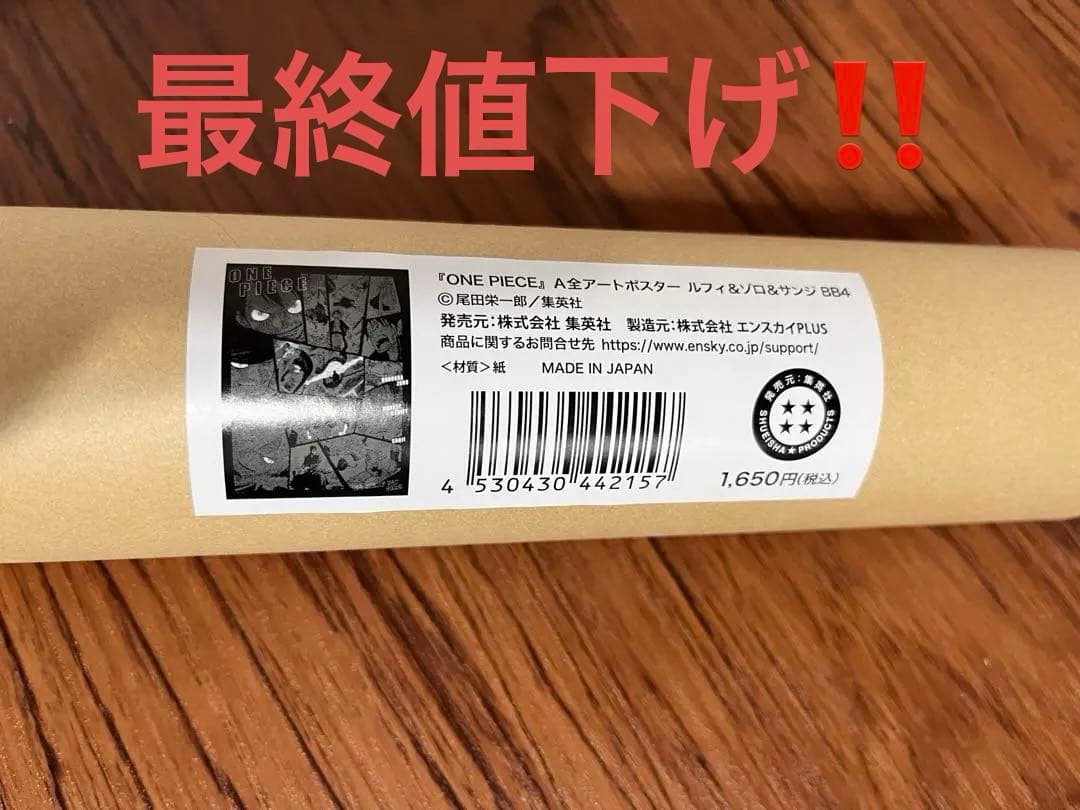 最終値下げ‼️
ONE
PIECE
『ONE PIECE』A全アートポスター ルフィ&ゾロ&サンジ BB4
©尾田栄一郎／集英社
発売元：株式会社 集英社　製造元：株式会社 エンスカイPLUS
商品に関するお問合せ先 https://www.ensky.co.jp/support/
＜材質＞紙　MADE IN JAPAN
RORONOA
ZORO
SANJI
発売元：集英社
SHUEISHA★PRODUCTS
4 530430 442157
1,650円(税込)